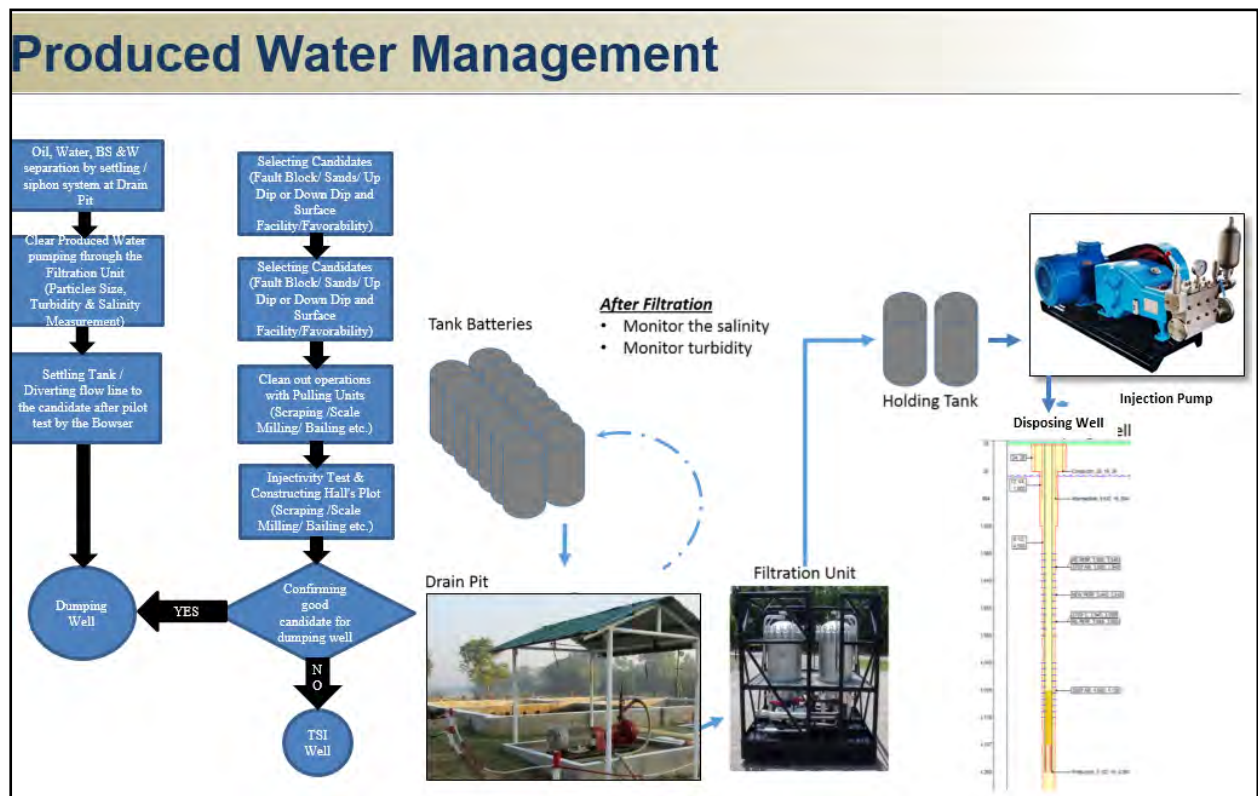 Produced Water Management
Oil, Water, BS &W
separation by settling /
siphon system at Drain
Pit
Clear Produced Water
pumping through the
Filtration Unit
(Particles Size,
Turbidity & Salinity
Measurement)
Settling Tank /
Diverting flow line to
the candidate after pilot
test by the Bowser
Dumping
Well
Selecting Candidates
(Fault Block/ Sands/ Up
Dip or Down Dip and
Surface
Facility/Favorability)
Selecting Candidates
(Fault Block/ Sands/ Up
Dip or Down Dip and
Surface
Facility/Favorability)
Clean out operations
with Pulling Units
(Scraping /Scale
Milling/ Bailing etc.)
Injectivity Test &
Constructing Hall's Plot
(Scraping /Scale
Milling/ Bailing etc.)
Confirming
good
candidate for
dumping well
YES
N
O
TSI
Well
Tank Batteries
After Filtration
• Monitor the salinity
• Monitor turbidity
Drain Pit
Filtration Unit
Holding Tank
Injection Pump
Disposing Well
ell